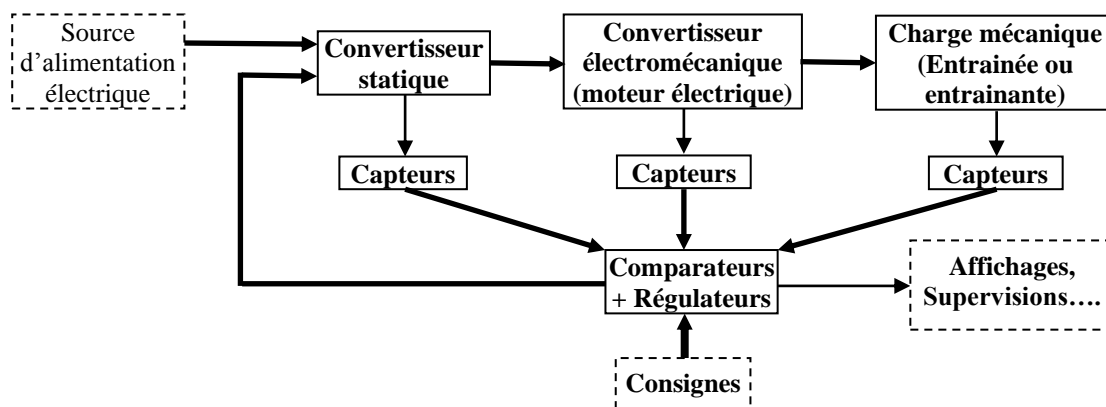 Source
d'alimentation
électrique
Convertisseur
statique
Convertisseur
électromécanique
(moteur électrique)
Charge mécanique
(Entrainée ou
entrainante)
Capteurs
Capteurs
Capteurs
Comparateurs
+ Régulateurs
Affichages,
Supervisions….
Consignes